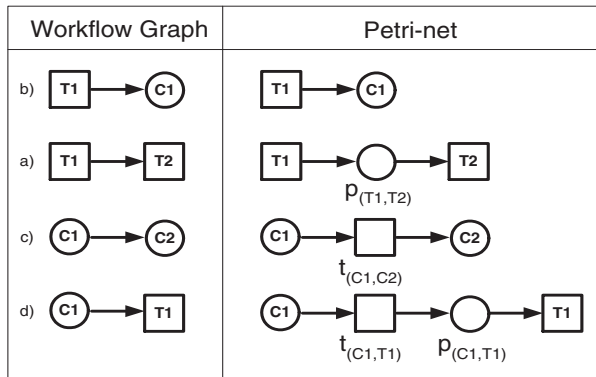 Workflow Graph Petri-net
b) T1 C1 T1 C1
a) T1 T2 T1 T2
p(T1,T2)
c) C1 C2 C1 C2
t(C1,C2)
d) C1 T1 C1 T1
t(C1,T1) p(C1,T1)